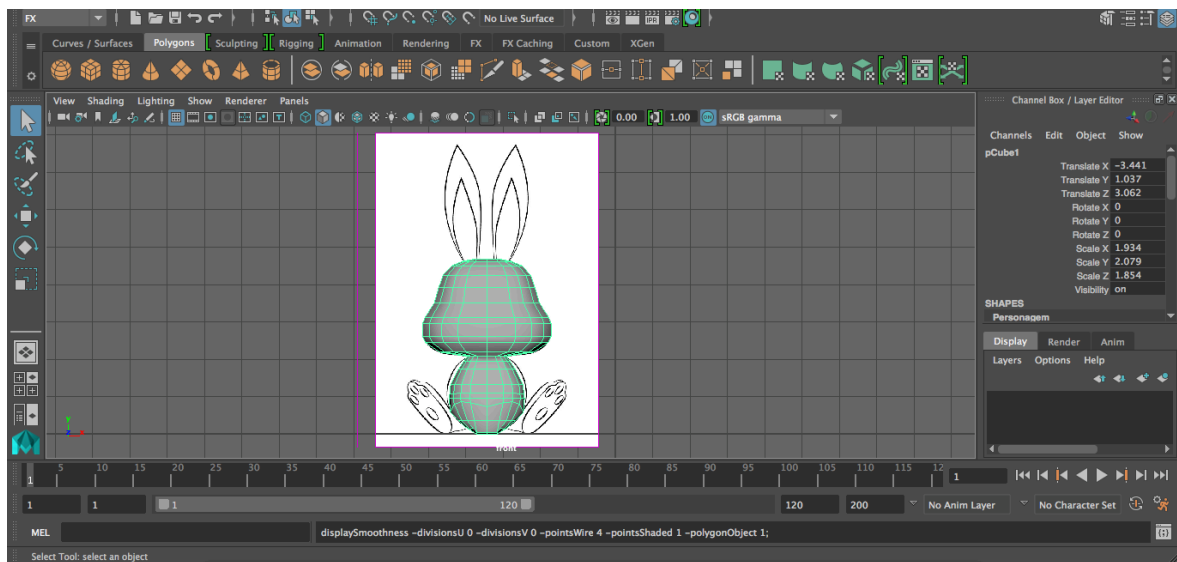 FX
No Live Surface
IPR
Curves / Surfaces Polygons Sculpting Rigging Animation Rendering FX FX Caching Custom XGen
View Shading Lighting Show Renderer Panels
0.00 1.00 sRGB gamma
Channel Box / Layer Editor
Channels Edit Object Show
pCube1
Translate X -3.441
Translate Y 1.037
Translate Z 3.062
Rotate X 0
Rotate Y 0
Rotate Z 0
Scale X 1.934
Scale Y 2.079
Scale Z 1.854
Visibility on
SHAPES
Personagem
Display Render Anim
Layers Options Help
front
5 10 15 20 25 30 35 40 45 50 55 60 65 70 75 80 85 90 95 100 105 110 115 12
1
1
1 1 1 120 120 200 No Anim Layer No Character Set
MEL displaySmoothness -divisionsU 0 -divisionsV 0 -pointsWire 4 -pointsShaded 1 -polygonObject 1;
Select Tool: select an object